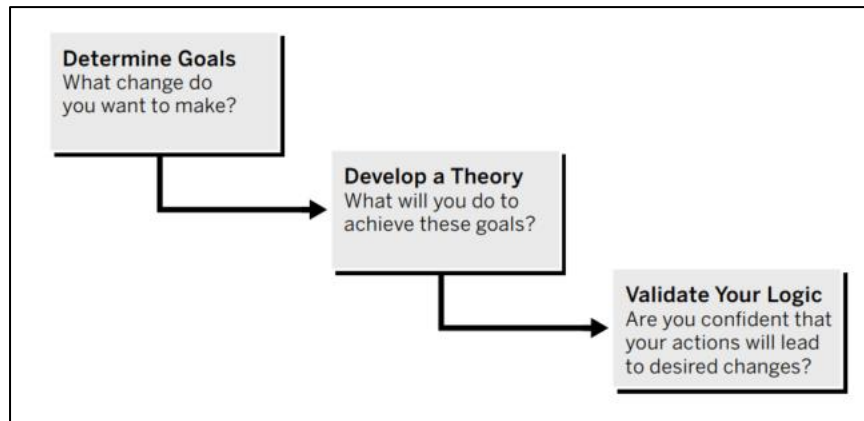 Determine Goals
What change do
you want to make?
Develop a Theory
What will you do to
achieve these goals?
Validate Your Logic
Are you confident that
your actions will lead
to desired changes?